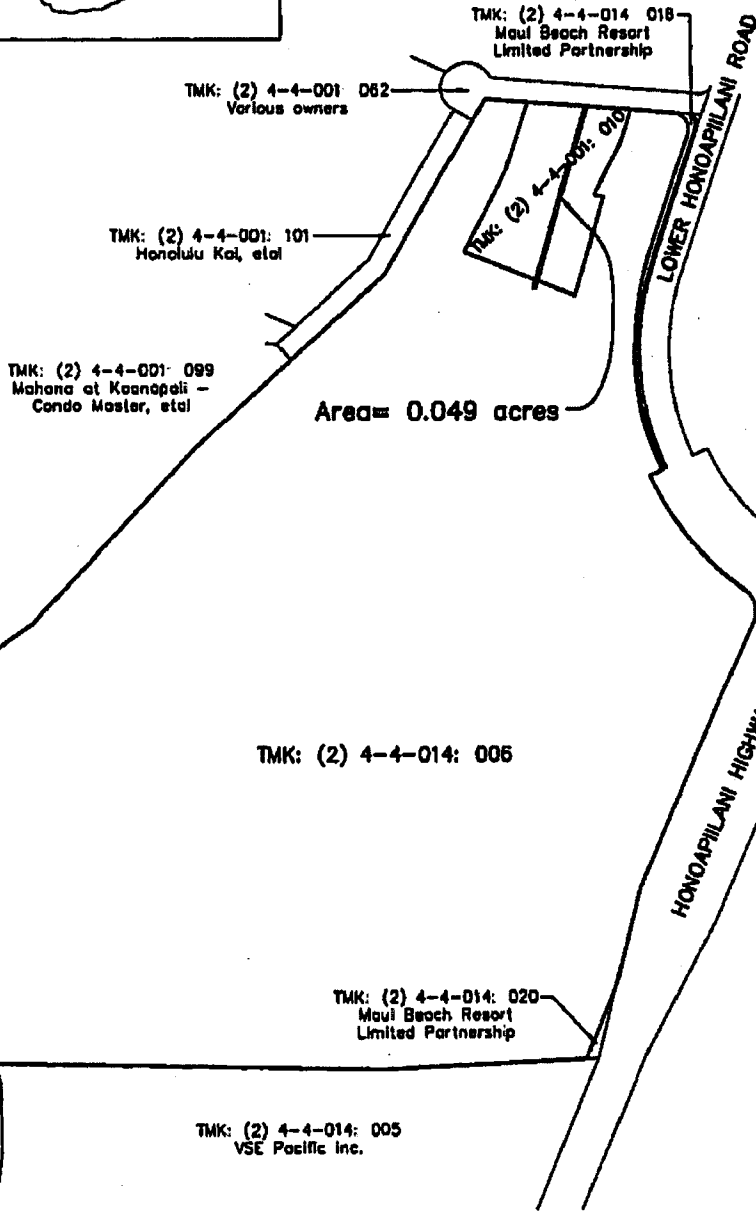 TMK: (2) 4-4-014 018
Maui Beach Resort
Limited Partnership
TMK: (2) 4-4-001 062
Various owners
TMK: (2) 4-4-001: 010
LOWER HONOAPIILANI ROAD
TMK: (2) 4-4-001: 101
Honolulu Kai, etal
TMK: (2) 4-4-001: 099
Mahana at Kaanapali –
Condo Master, etal
Area= 0.049 acres
TMK: (2) 4-4-014: 006
HONOAPIILANI HIGHW
TMK: (2) 4-4-014: 020
Maui Beach Resort
Limited Partnership
TMK: (2) 4-4-014: 005
VSE Pacific Inc.